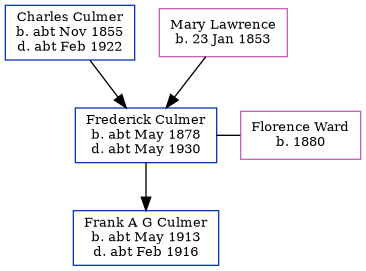 Charles Culmer
b. abt Nov 1855
d. abt Feb 1922
Mary Lawrence
b. 23 Jan 1853
Frederick Culmer
b. abt May 1878
d. abt May 1930
Florence Ward
b. 1880
Frank A G Culmer
b. abt May 1913
d. abt Feb 1916